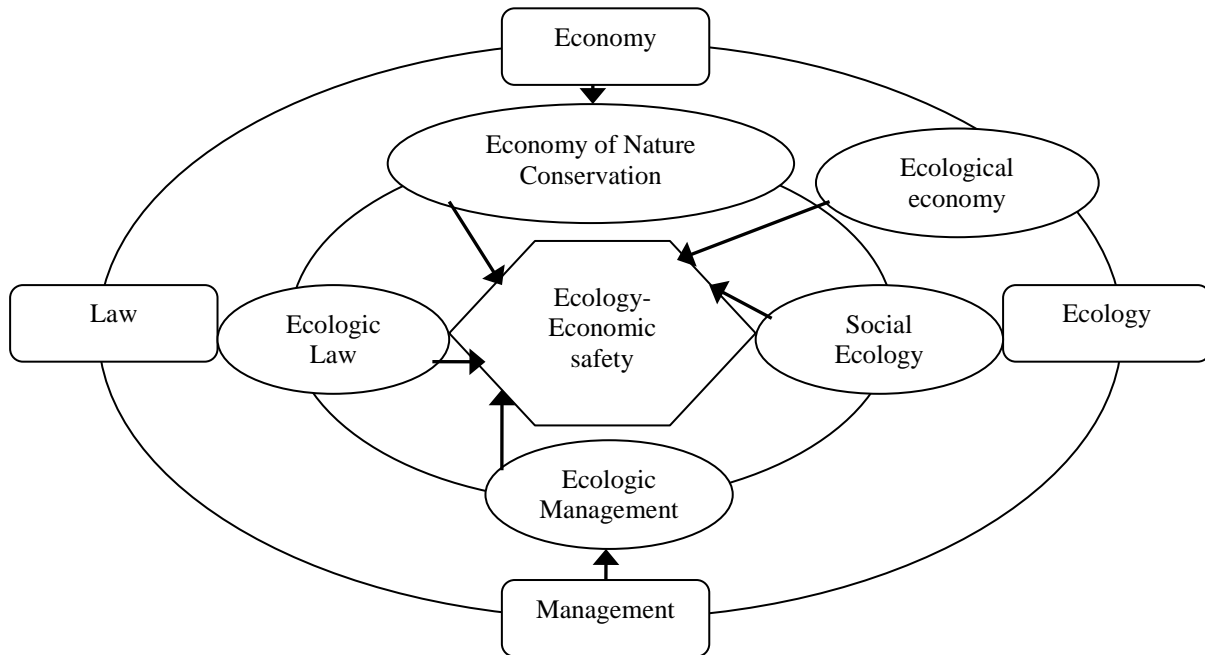 Economy
Economy of Nature
Conservation
Ecological
economy
Law
Ecologic
Law
Ecology-
Economic
safety
Social
Ecology
Ecology
Ecologic
Management
Management